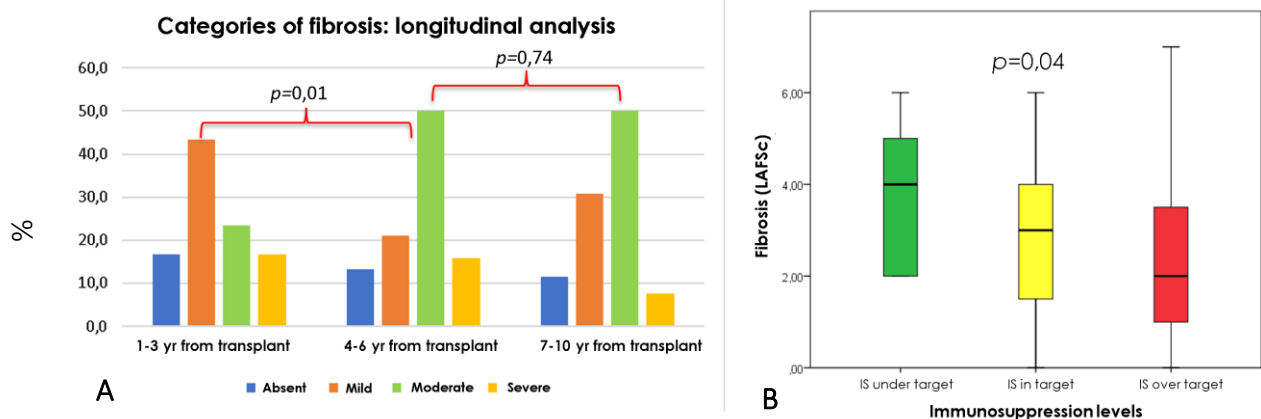 Categories of fibrosis: longitudinal analysis
60,0
50,0
40,0
30,0
20,0
10,0
0,0
%
p=0,01
p=0,74
1-3 yr from transplant
4-6 yr from transplant
7-10 yr from transplant
Absent
Mild
Moderate
Severe
A
p=0,04
6,00
4,00
2,00
,00
Fibrosis (LAFSc)
IS under target
IS in target
IS over target
Immunosuppression levels
B